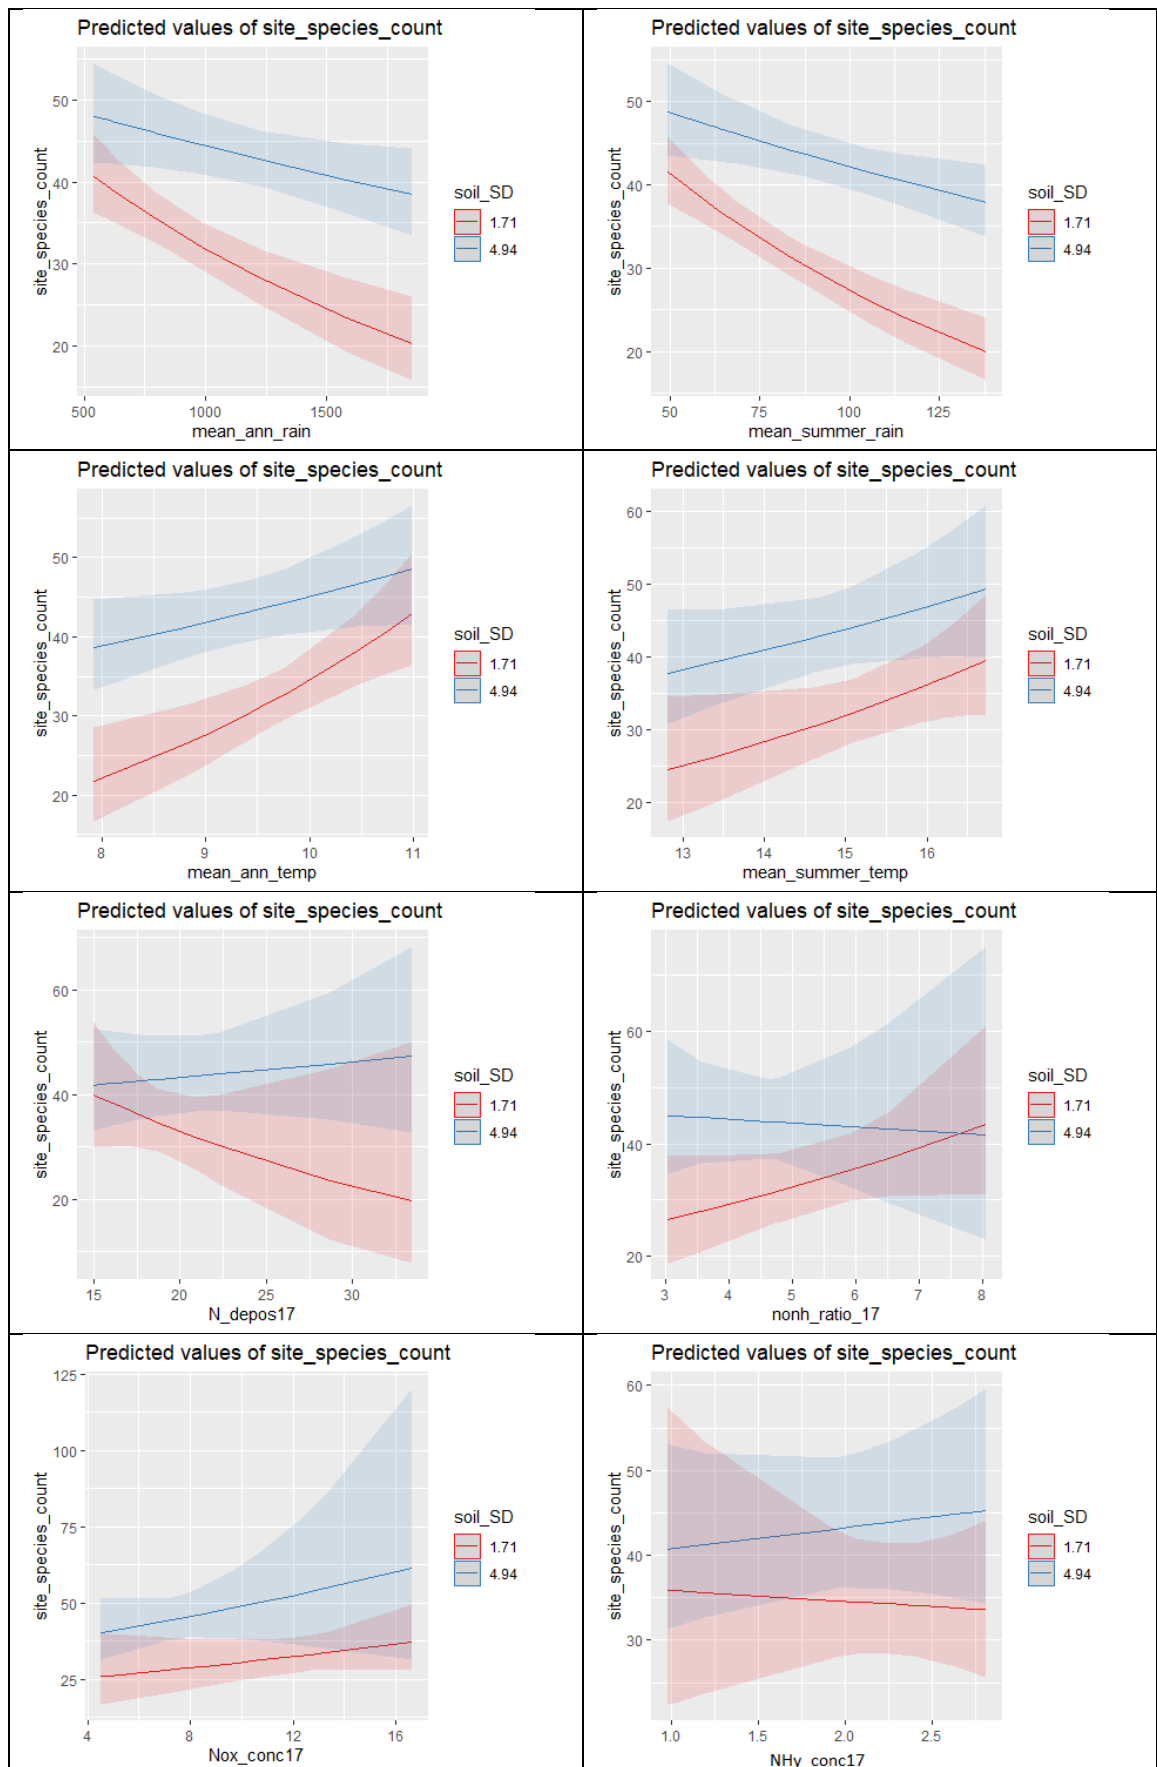 Predicted values of site_species_count
site_species_count
50
40
30
20
500 1000 1500
mean_ann_rain
soil_SD
1.71
4.94
Predicted values of site_species_count
site_species_count
50
40
30
20
50 75 100 125
mean_summer_rain
soil_SD
1.71
4.94
Predicted values of site_species_count
site_species_count
50
40
30
20
8 9 10 11
mean_ann_temp
soil_SD
1.71
4.94
Predicted values of site_species_count
site_species_count
60
50
40
30
20
13 14 15 16
mean_summer_temp
soil_SD
1.71
4.94
Predicted values of site_species_count
site_species_count
60
40
20
15 20 25 30
N_depos17
soil_SD
1.71
4.94
Predicted values of site_species_count
site_species_count
60
40
20
3 4 5 6 7 8
nonh_ratio_17
soil_SD
1.71
4.94
Predicted values of site_species_count
site_species_count
125
100
75
50
25
4 8 12 16
Nox_conc17
soil_SD
1.71
4.94
Predicted values of site_species_count
site_species_count
60
50
40
30
1.0 1.5 2.0 2.5
NHy_conc17
soil_SD
1.71
4.94